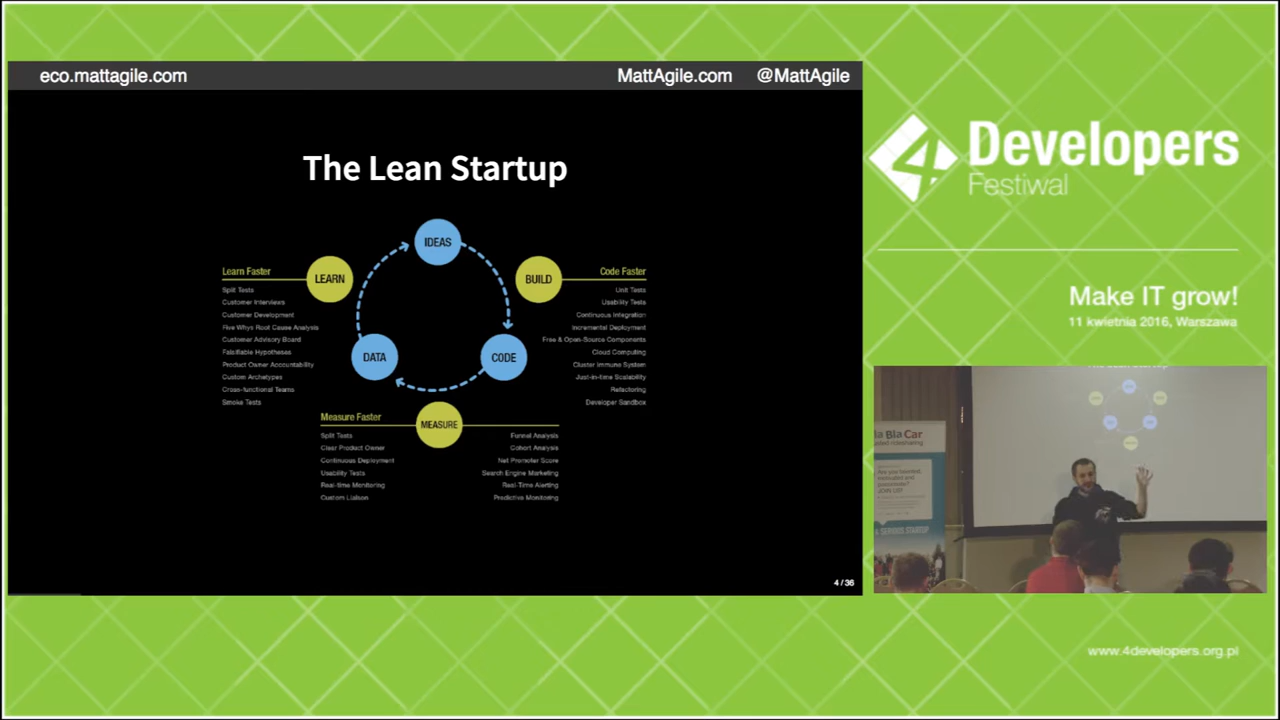 eco.mattagile.com
MattAgile.com @MattAgile
The Lean Startup
IDEAS
LEARN
BUILD
DATA
CODE
MEASURE
Learn Faster
Split Tests
Customer Interviews
Customer Development
Five Whys Root Cause Analysis
Customer Advisory Board
Falsifiable Hypotheses
Product Owner Accountability
Custom Archetypes
Cross-functional Teams
Smoke Tests
Code Faster
Unit Tests
Usability Tests
Continuous Integration
Incremental Deployment
Free & Open-Source Components
Cloud Computing
Cluster Immune System
Just-in-time Scalability
Refactoring
Developer Sandbox
Measure Faster
Split Tests
Clear Product Owner
Continuous Deployment
Usability Tests
Real-time Monitoring
Custom Liaison
Funnel Analysis
Cohort Analysis
Net Promoter Score
Search Engine Marketing
Real-Time Alerting
Predictive Monitoring
4 / 36
4 Developers
Festiwal
Make IT grow!
11 kwietnia 2016, Warszawa
The Lean Startup
la Bla Car
JOIN US!
www.4developers.org.pl